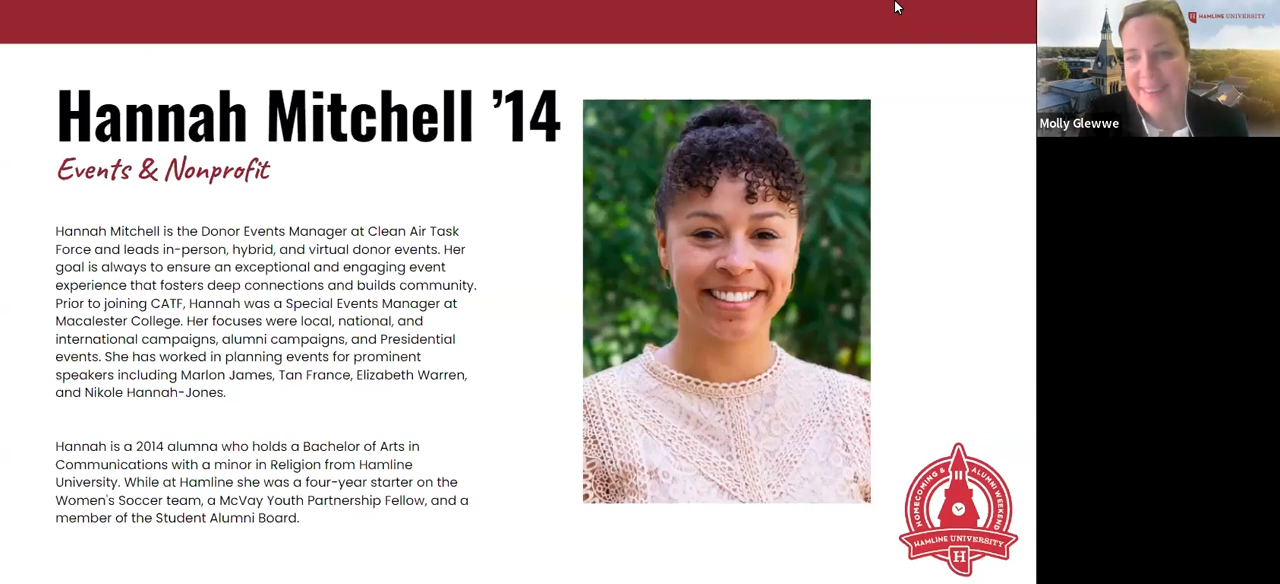 Hannah Mitchell ’14
Events & Nonprofit
Hannah Mitchell is the Donor Events Manager at Clean Air Task
Force and leads in-person, hybrid, and virtual donor events. Her
goal is always to ensure an exceptional and engaging event
experience that fosters deep connections and builds community.
Prior to joining CATF, Hannah was a Special Events Manager at
Macalester College. Her focuses were local, national, and
international campaigns, alumni campaigns, and Presidential
events. She has worked in planning events for prominent
speakers including Marlon James, Tan France, Elizabeth Warren,
and Nikole Hannah-Jones.
Hannah is a 2014 alumna who holds a Bachelor of Arts in
Communications with a minor in Religion from Hamline
University. While at Hamline she was a four-year starter on the
Women's Soccer team, a McVay Youth Partnership Fellow, and a
member of the Student Alumni Board.
HOMECOMING & ALUMNI WEEKEND
HAMLINE UNIVERSITY
H
H HAMLINE UNIVERSITY
Molly Glewwe